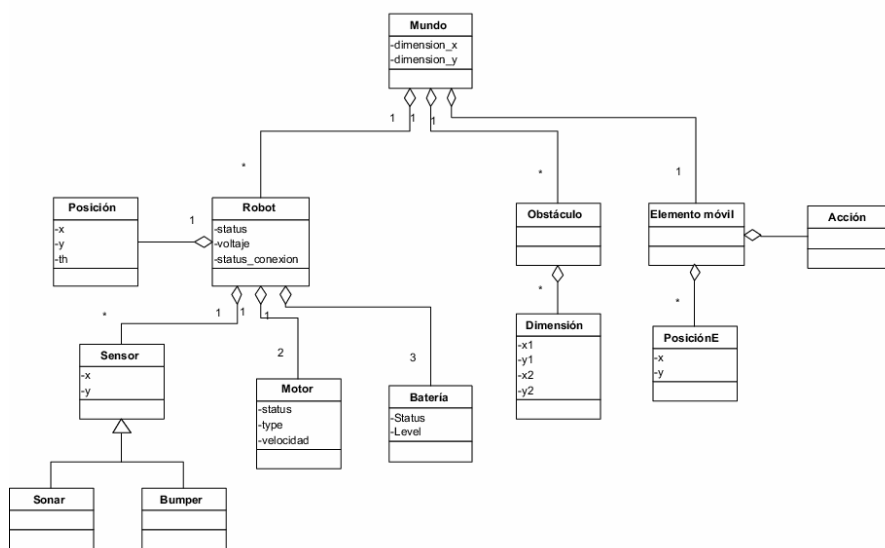 Mundo
-dimension_x
-dimension_y
1
1
1
*
*
1
Posición
-x
-y
-th
1
Robot
-status
-voltaje
-status_conexion
Obstáculo
Elemento móvil
Acción
*
1
1
1
*
*
Sensor
-x
-y
2
3
Motor
-status
-type
-velocidad
Batería
-Status
-Level
Dimensión
-x1
-y1
-x2
-y2
PosiciónE
-x
-y
Sonar
Bumper